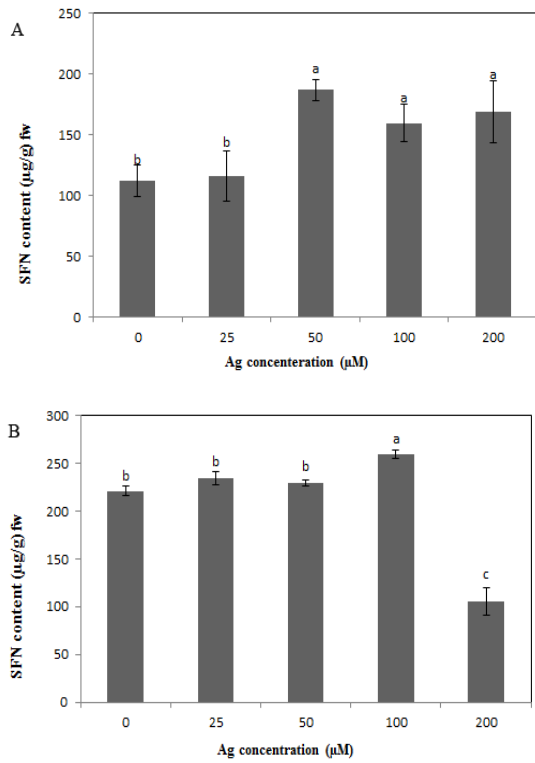 A
250
200
150
100
50
0
SFN content (µg/g) fw
b
b
a
a
a
0 25 50 100 200
Ag concenteration (µM)
B
300
250
200
150
100
50
0
SFN content (µg/g) fw
b
b
b
a
c
0 25 50 100 200
Ag concentration (µM)